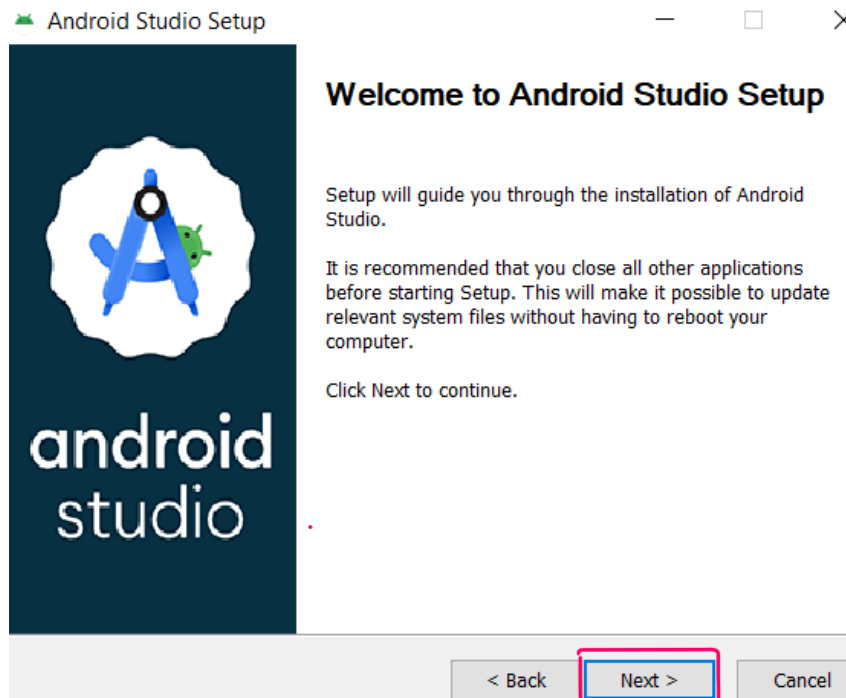 Android Studio Setup
Welcome to Android Studio Setup
Setup will guide you through the installation of Android
Studio.
It is recommended that you close all other applications
before starting Setup. This will make it possible to update
relevant system files without having to reboot your
computer.
Click Next to continue.
android
studio
< Back Next > Cancel